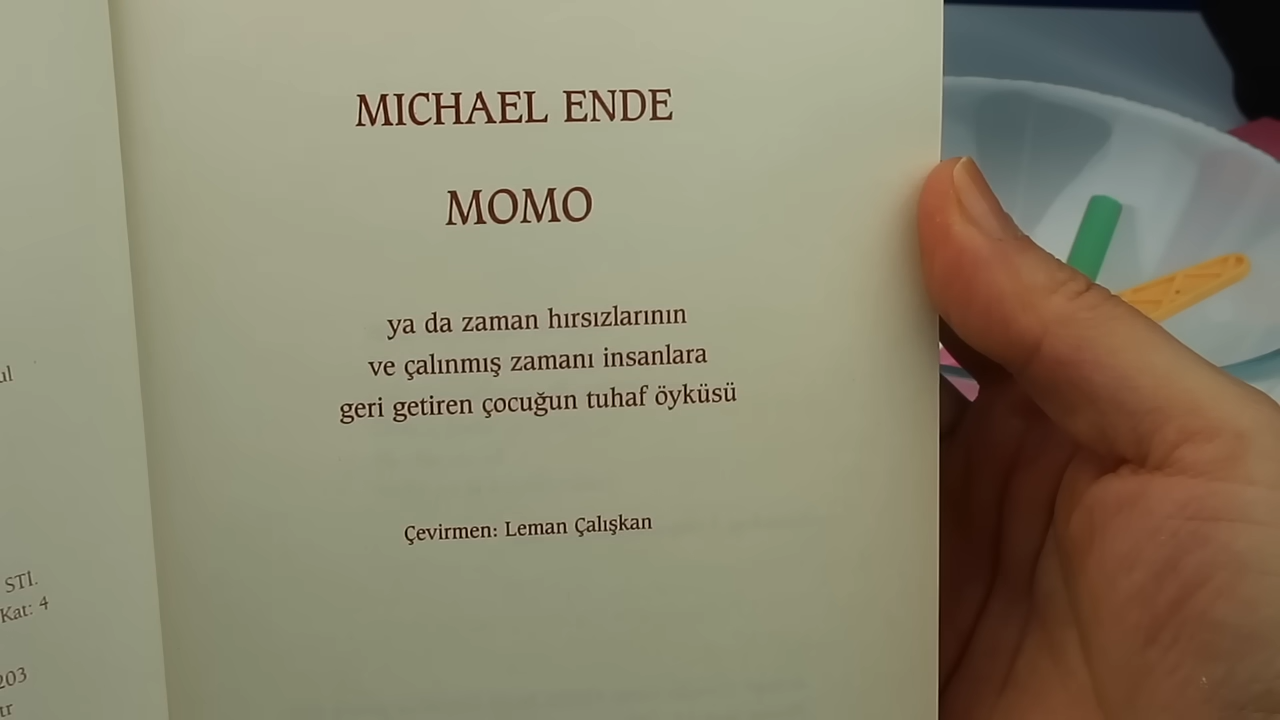 MICHAEL ENDE
MOMO
ya da zaman hırsızlarının
ve çalınmış zamanı insanlara
geri getiren çocuğun tuhaf öyküsü
Çevirmen: Leman Çalışkan
STİ.
Kat: 4
203
tr